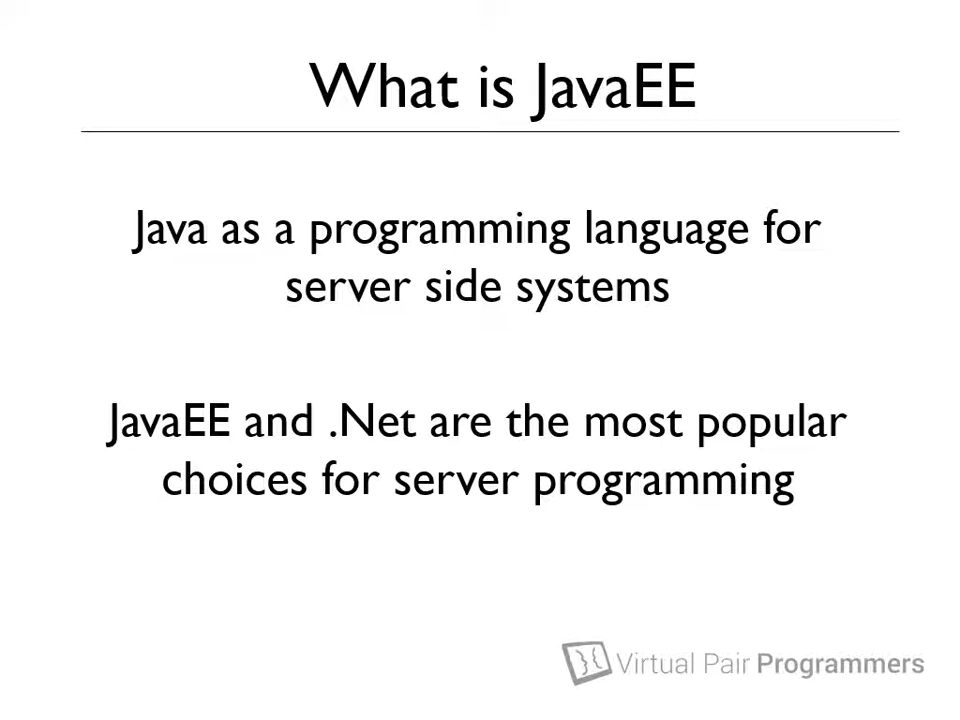 What is JavaEE
Java as a programming language for
server side systems
JavaEE and .Net are the most popular
choices for server programming
Virtual Pair Programmers